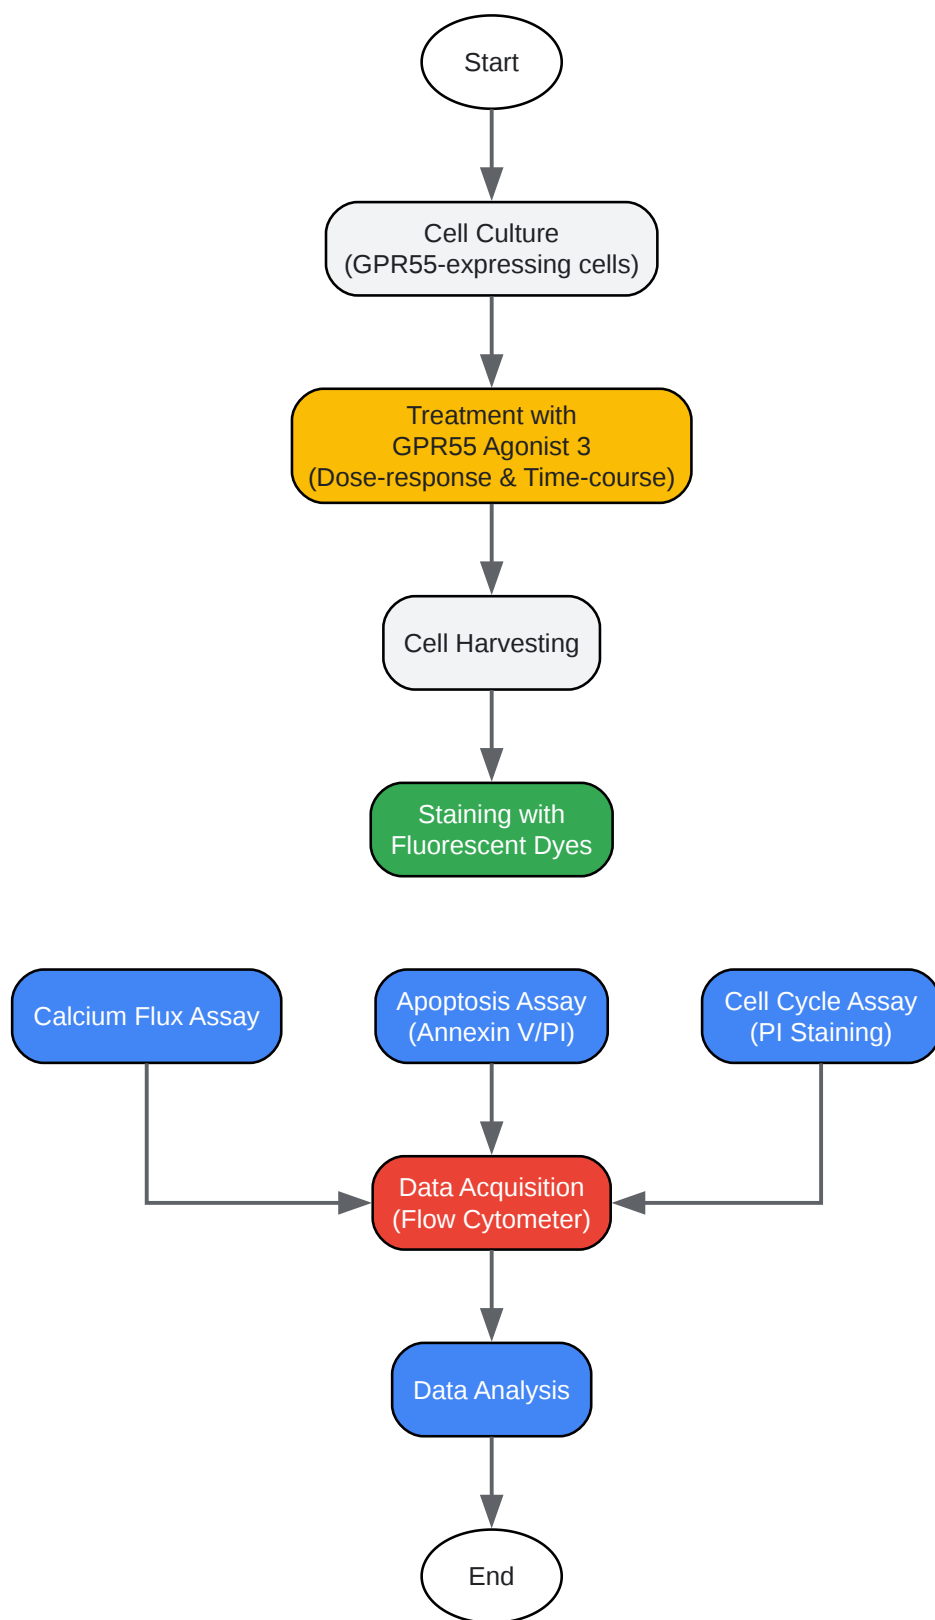 Start
Cell Culture
(GPR55-expressing cells)
Treatment with
GPR55 Agonist 3
(Dose-response & Time-course)
Cell Harvesting
Staining with
Fluorescent Dyes
Calcium Flux Assay
Apoptosis Assay
(Annexin V/PI)
Cell Cycle Assay
(PI Staining)
Data Acquisition
(Flow Cytometer)
Data Analysis
End